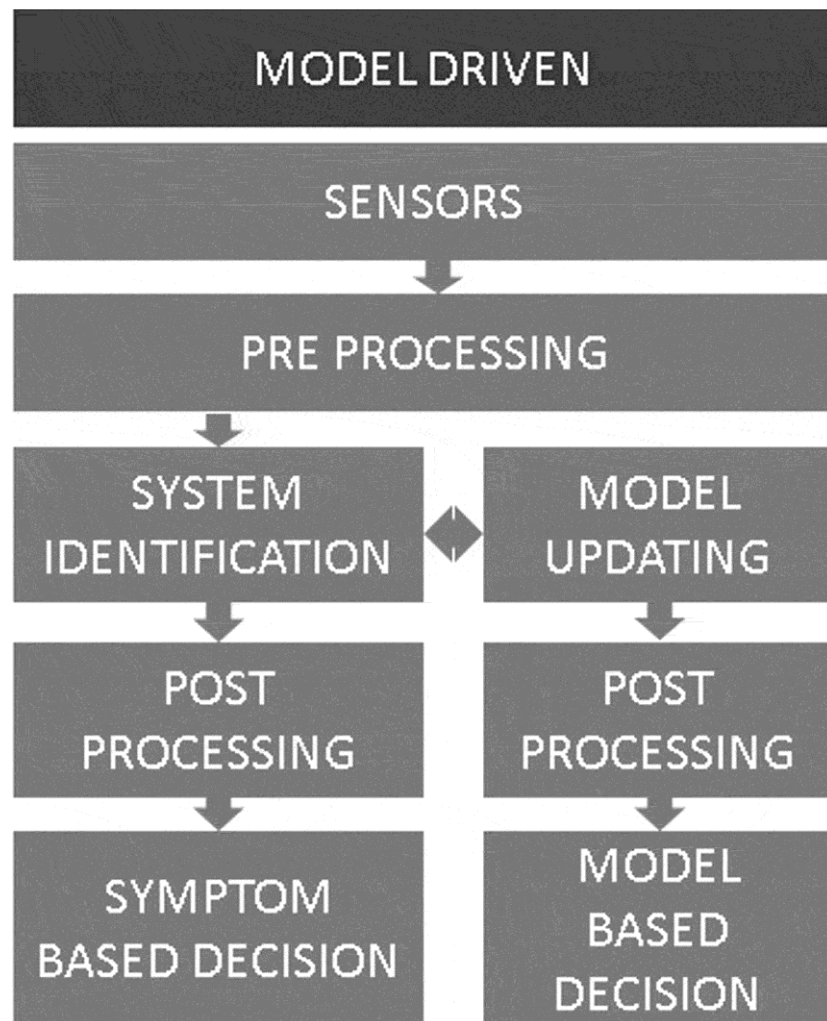 MODEL DRIVEN
SENSORS
PRE PROCESSING
SYSTEM
IDENTIFICATION
MODEL
UPDATING
POST
PROCESSING
POST
PROCESSING
SYMPTOM
BASED DECISION
MODEL
BASED
DECISION